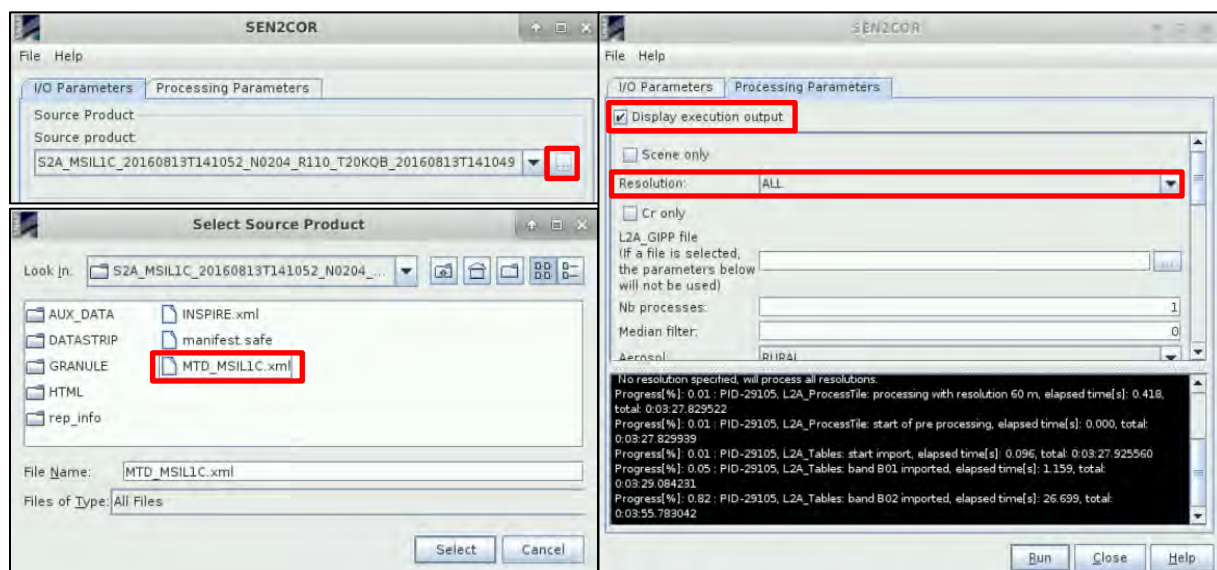 SEN2COR
File Help
I/O Parameters Processing Parameters
Source Product
Source product:
S2A_MSIL1C_20160813T141052_N0204_R110_T20KQB_20160813T141049
...
Select Source Product
Look In: S2A_MSIL1C_20160813T141052_N0204_...
AUX_DATA INSPIRE.xml
DATASTRIP manifest.safe
GRANULE MTD_MSIL1C.xml
HTML
rep_info
File Name: MTD_MSIL1C.xml
Files of Type: All Files
Select Cancel
SEN2COR
File Help
I/O Parameters Processing Parameters
Display execution output
Scene only
Resolution: ALL
Cr only
L2A_GIPP file
(If a file is selected,
the parameters below
will not be used)
...
Nb processes: 1
Median filter: 0
Aerosol: RURAL
No resolution specified, will process all resolutions.
Progress[%]: 0.01 : PID-29105, L2A_ProcessTile: processing with resolution 60 m, elapsed time[s]: 0.418,
total: 0:03:27.829522
Progress[%]: 0.01 : PID-29105, L2A_ProcessTile: start of pre processing, elapsed time[s]: 0.000, total:
0:03:27.829939
Progress[%]: 0.01 : PID-29105, L2A_Tables: start import, elapsed time[s]: 0.096, total: 0:03:27.925560
Progress[%]: 0.05 : PID-29105, L2A_Tables: band B01 imported, elapsed time[s]: 1.159, total:
0:03:29.084231
Progress[%]: 0.82 : PID-29105, L2A_Tables: band B02 imported, elapsed time[s]: 26.699, total:
0:03:55.783042
Run Close Help